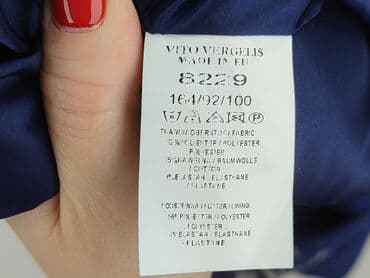 VITO VERGELIS
MADE IN EU
8229
164/92/100
TKANINA/OBERSTOFF/FABRIC
POLIESTER/POLYESTER
POLYESTER
BAWEŁNA/BAUMWOLLE
/COTTON
ELASTAN/ELASTHANE
/ELASTANE
PODSZEWKA/FUTTER/LINING
POLIESTER/POLYESTER
/POLYESTER
ELASTAN/ELASTHANE
/ELASTANE